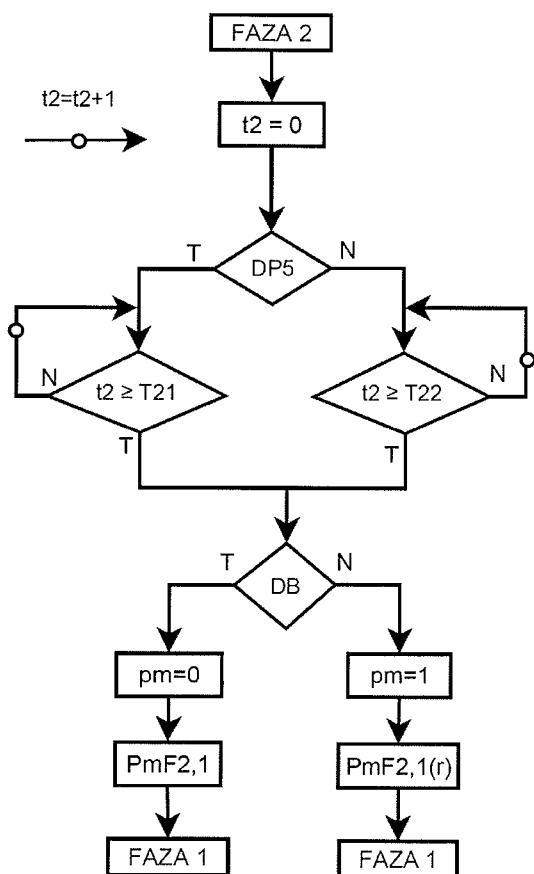 FAZA 2
t2=t2+1
t2 = 0
T
N
DP5
N
t2 ≥ T21
t2 ≥ T22
N
T
T
T
N
DB
pm=0
pm=1
PmF2,1
PmF2,1(r)
FAZA 1
FAZA 1